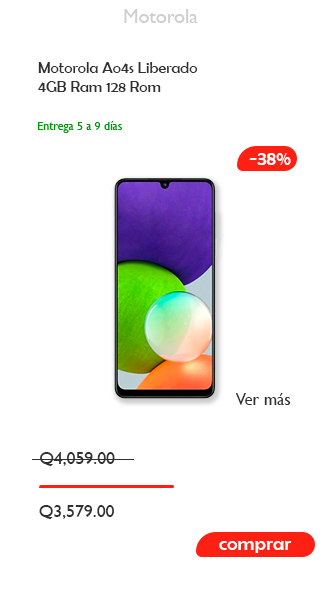 Motorola
Motorola Ao4s Liberado
4GB Ram 128 Rom
Entrega 5 a 9 días
-38%
Ver más
Q4,059.00
Q3,579.00
comprar